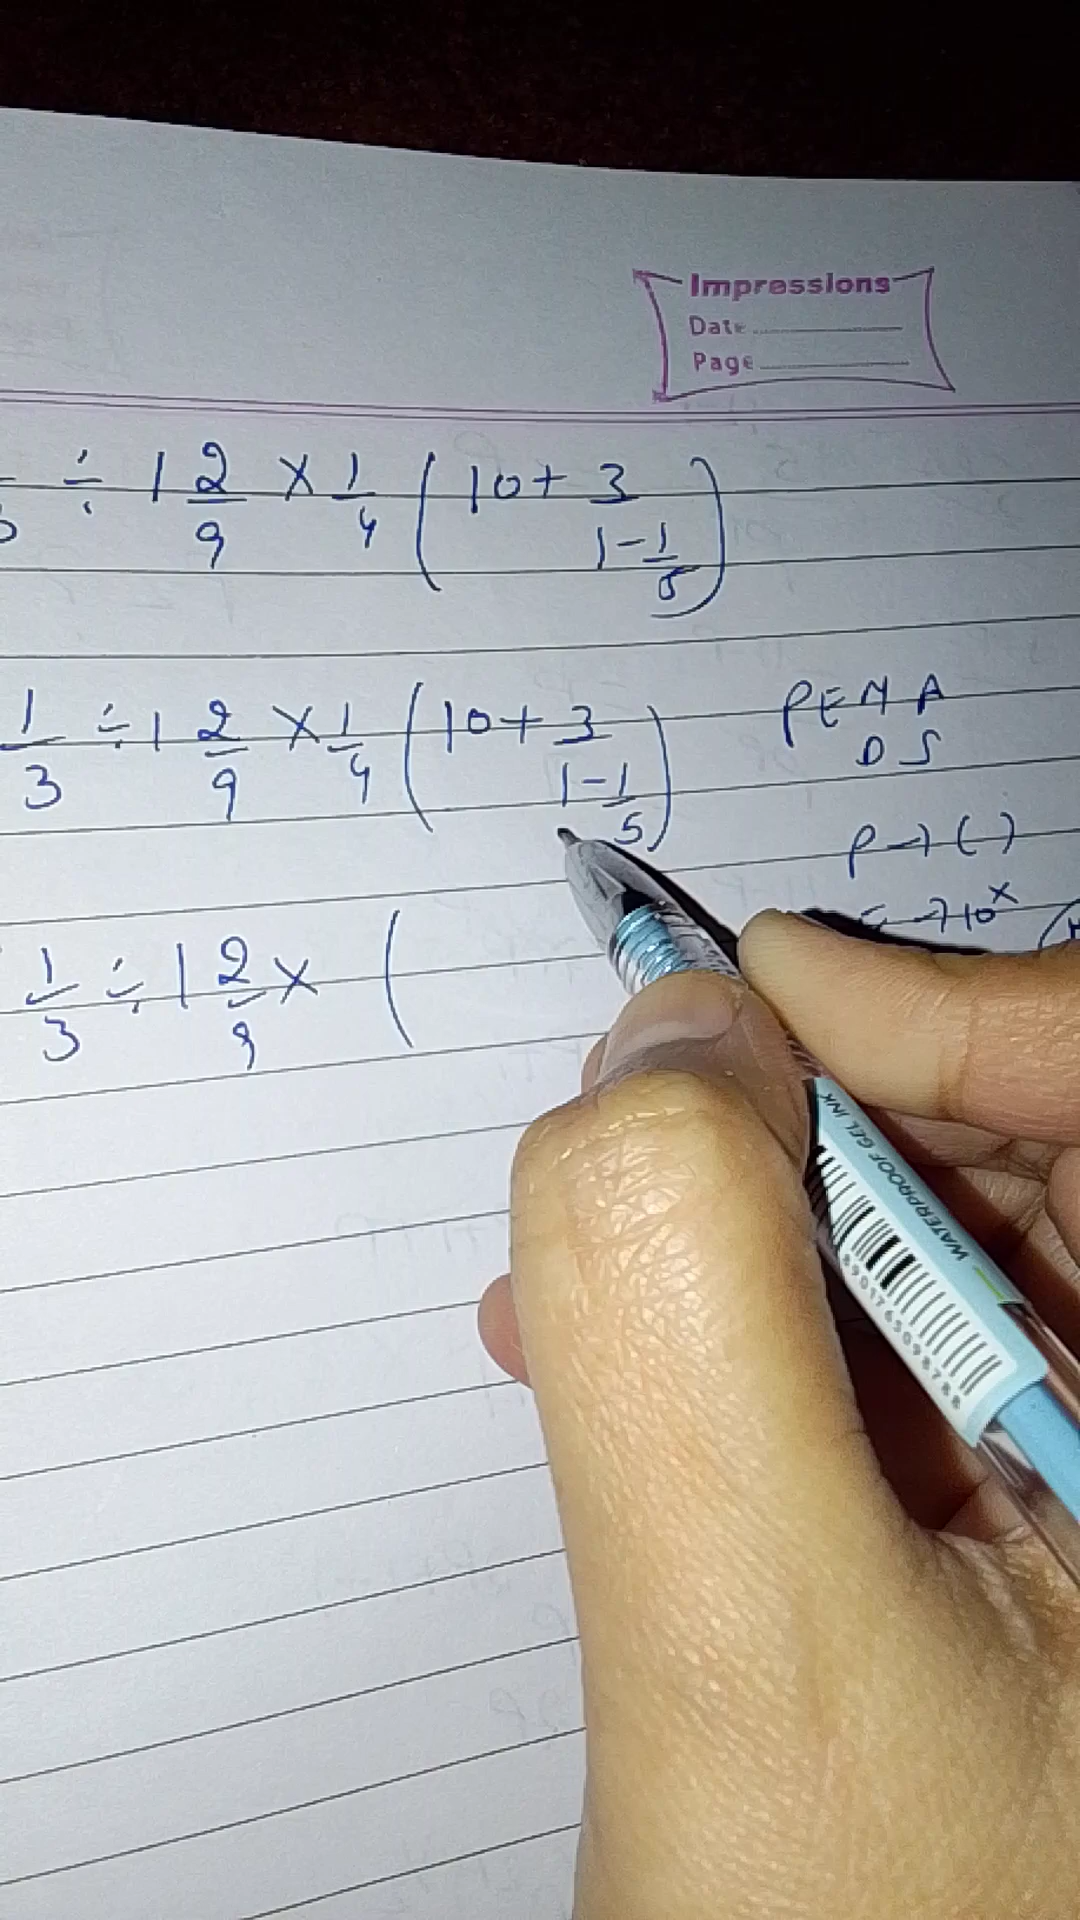 Impressions
Date
Page
÷ 1 2/9 × 1/4 (10 + 3/(1 - 1/5))
1/3 ÷ 1 2/9 × 1/4 (10 + 3/(1 - 1/5))
PEMA
DS
P → ( )
E → 10^x
1/3 ÷ 1 2/9 × (
WATERPROOF GEL INK